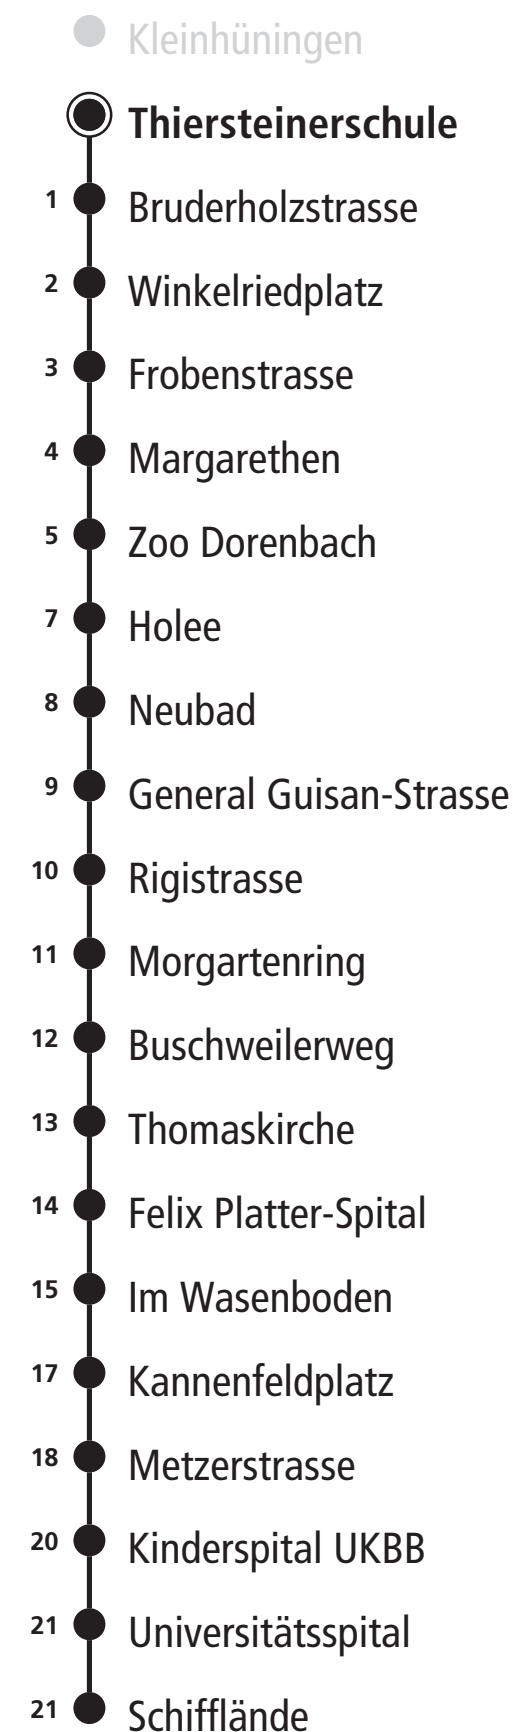 Kleinhüningen
Thiersteinerschule
1 Bruderholzstrasse
2 Winkelriedplatz
3 Frobenstrasse
4 Margarethen
5 Zoo Dorenbach
7 Holee
8 Neubad
9 General Guisan-Strasse
10 Rigistrasse
11 Morgartenring
12 Buschweilerweg
13 Thomaskirche
14 Felix Platter-Spital
15 Im Wasenboden
17 Kannenfeldplatz
18 Metzerstrasse
20 Kinderspital UKBB
21 Universitätsspital
21 Schifflände